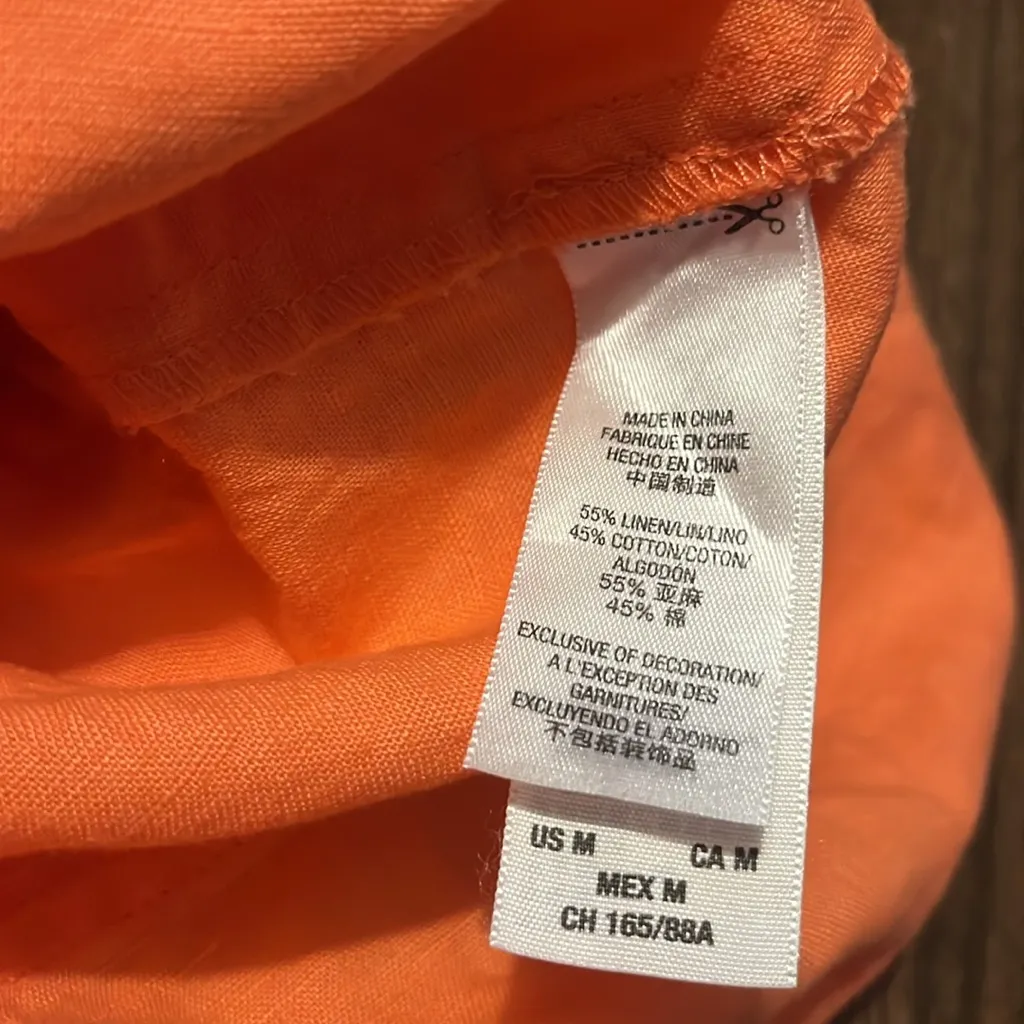 MADE IN CHINA
FABRIQUE EN CHINE
HECHO EN CHINA
中国制造
55% LINEN/LIN/LINO
45% COTTON/COTON/
ALGODÓN
55% 亚麻
45% 棉
EXCLUSIVE OF DECORATION/
A L'EXCEPTION DES
GARNITURES/
EXCLUYENDO EL ADORNO
不包括装饰品
US M CA M
MEX M
CH 165/88A